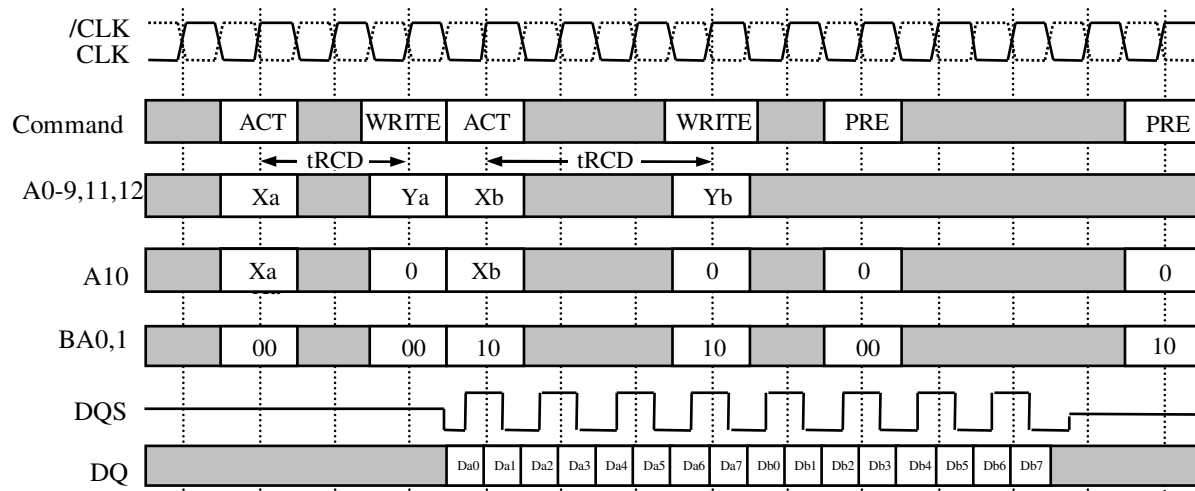 /CLK
CLK
Command ACT WRITE ACT WRITE PRE PRE
tRCD tRCD
A0-9,11,12 Xa Ya Xb Yb
A10 Xa 0 Xb 0 0 0
BA0,1 00 00 10 10 00 10
DQS
DQ Da0 Da1 Da2 Da3 Da4 Da5 Da6 Da7 Db0 Db1 Db2 Db3 Db4 Db5 Db6 Db7